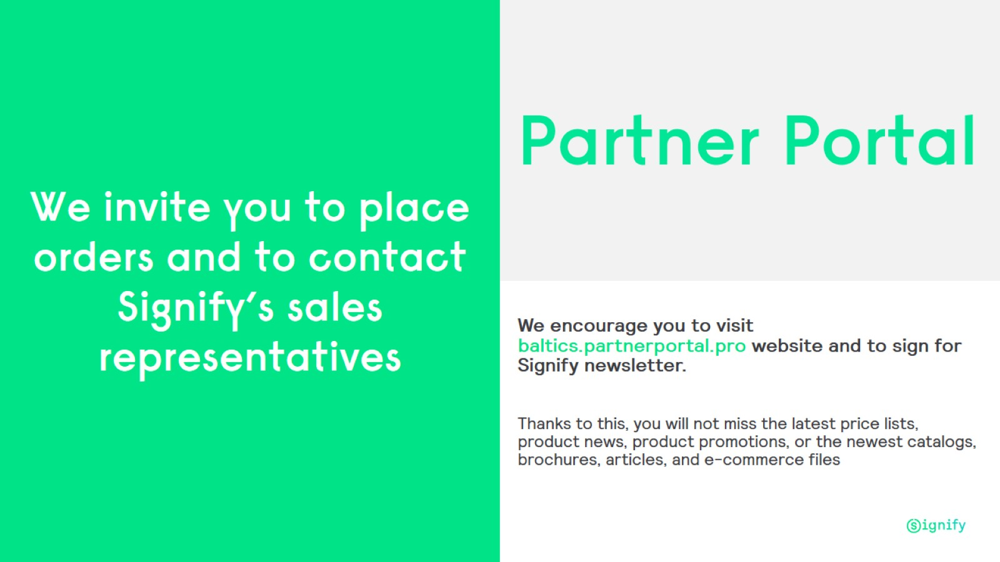 We invite you to place
orders and to contact
Signify's sales
representatives
Partner Portal
We encourage you to visit
baltics.partnerportal.pro website and to sign for
Signify newsletter.
Thanks to this, you will not miss the latest price lists,
product news, product promotions, or the newest catalogs,
brochures, articles, and e-commerce files
Signify